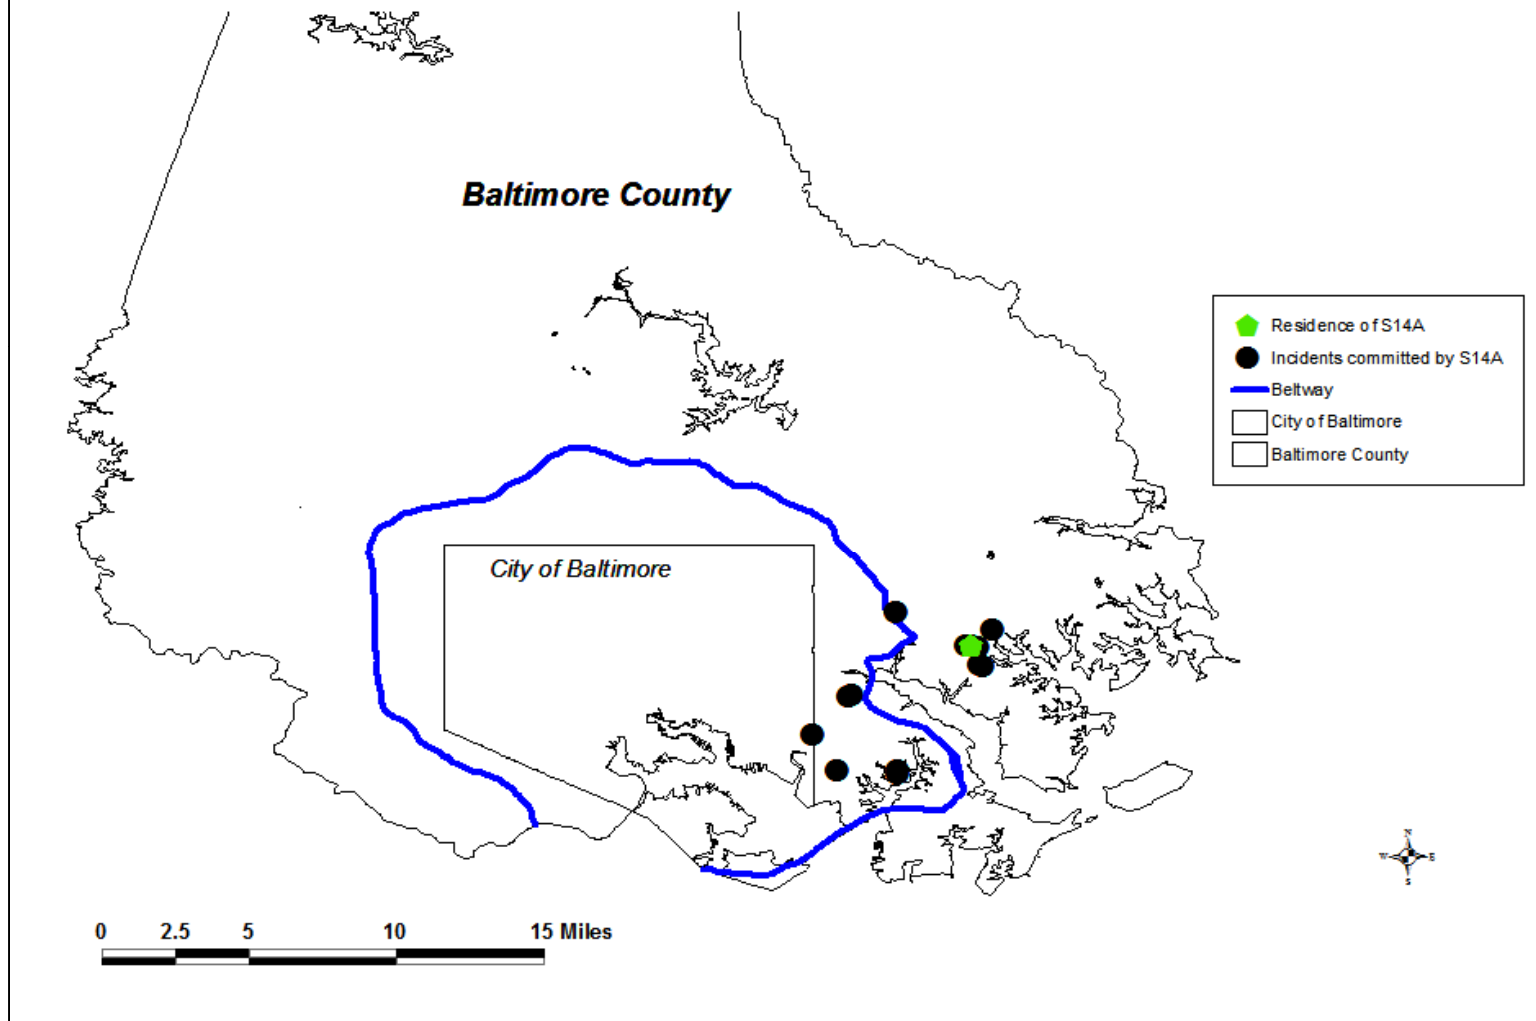 Baltimore County
Residence of S14A
Incidents committed by S14A
Beltway
City of Baltimore
Baltimore County
City of Baltimore
N
W E
S
0 2.5 5 10 15 Miles